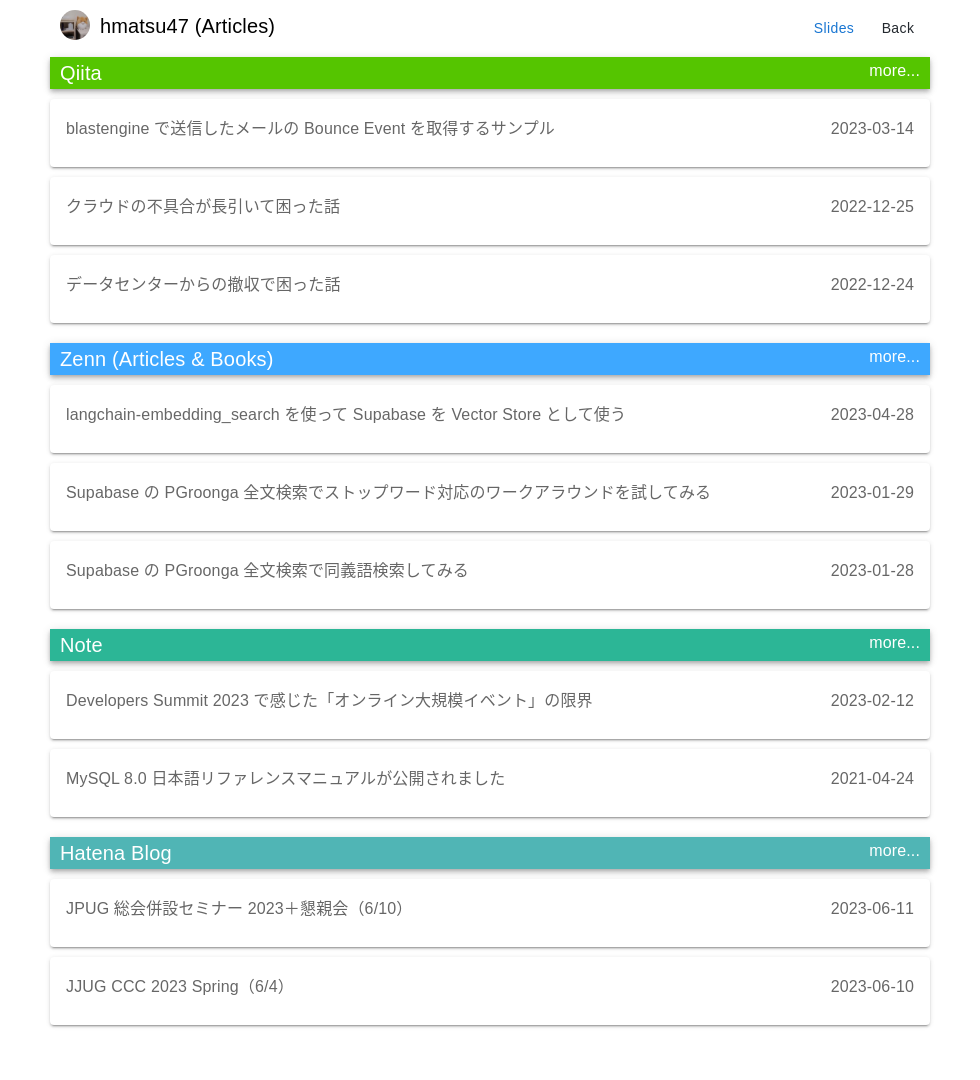 hmatsu47 (Articles)
Slides Back
Qiita more...
blastengine で送信したメールの Bounce Event を取得するサンプル 2023-03-14
クラウドの不具合が長引いて困った話 2022-12-25
データセンターからの撤収で困った話 2022-12-24
Zenn (Articles & Books) more...
langchain-embedding_search を使って Supabase を Vector Store として使う 2023-04-28
Supabase の PGroonga 全文検索でストップワード対応のワークアラウンドを試してみる 2023-01-29
Supabase の PGroonga 全文検索で同義語検索してみる 2023-01-28
Note more...
Developers Summit 2023 で感じた「オンライン大規模イベント」の限界 2023-02-12
MySQL 8.0 日本語リファレンスマニュアルが公開されました 2021-04-24
Hatena Blog more...
JPUG 総会併設セミナー 2023＋懇親会（6/10） 2023-06-11
JJUG CCC 2023 Spring（6/4） 2023-06-10